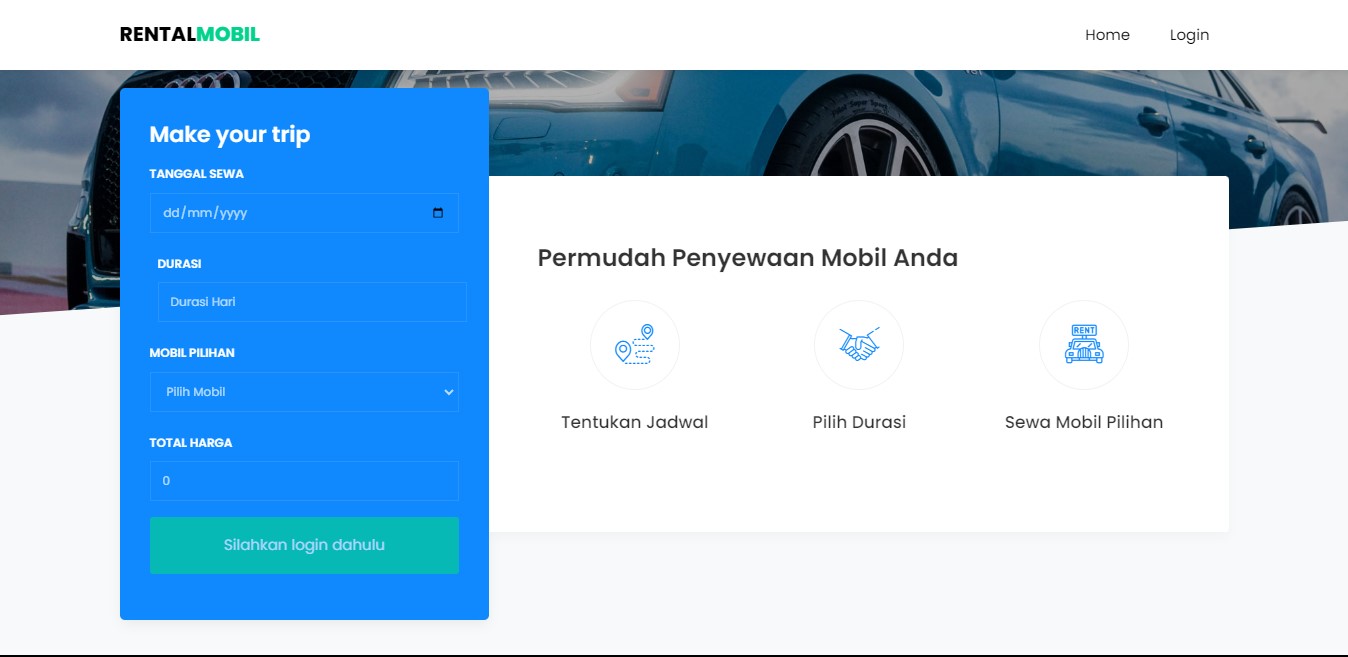 RENTALMOBIL
Home
Login
Make your trip
TANGGAL SEWA
dd/mm/yyyy
DURASI
Durasi Hari
MOBIL PILIHAN
Pilih Mobil
TOTAL HARGA
0
Silahkan login dahulu
Permudah Penyewaan Mobil Anda
RENT
Tentukan Jadwal
Pilih Durasi
Sewa Mobil Pilihan